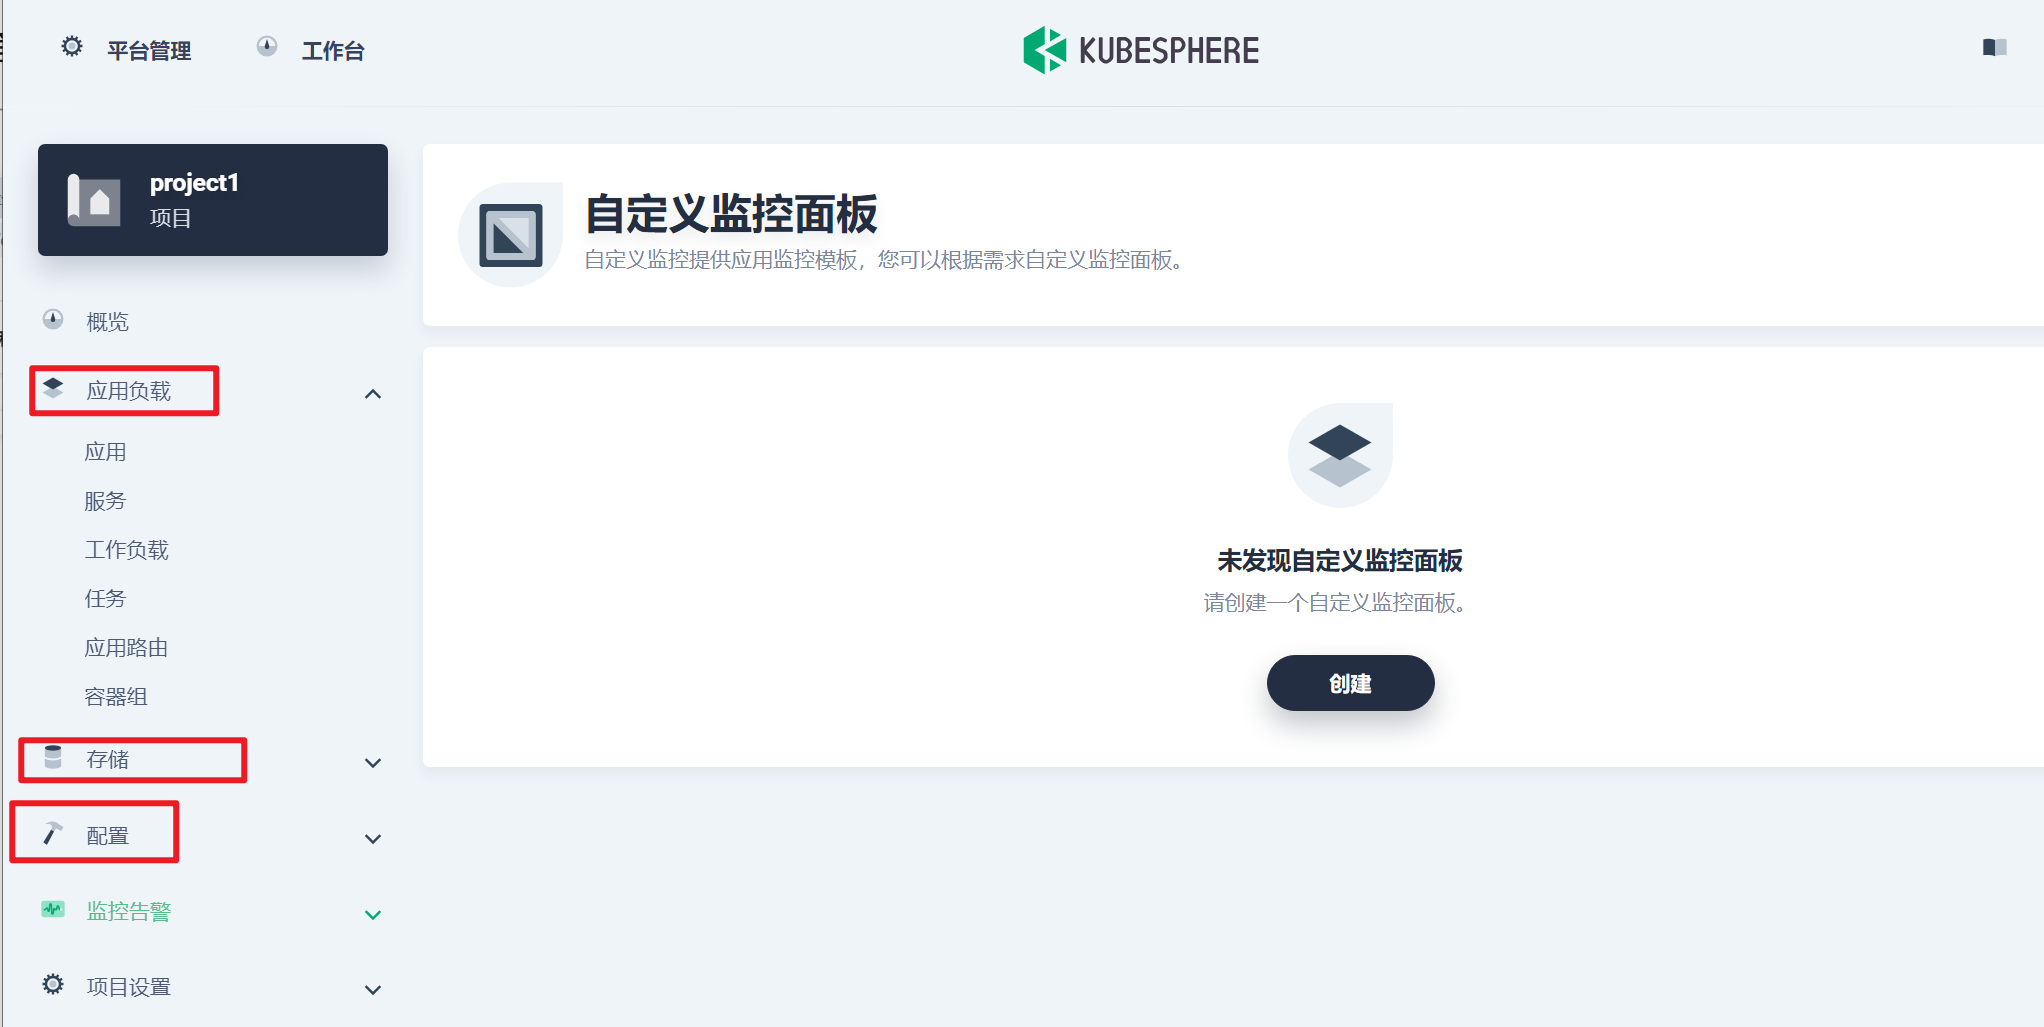 平台管理
工作台
KUBESPHERE
project1
项目
概览
应用负载
应用
服务
工作负载
任务
应用路由
容器组
存储
配置
监控告警
项目设置
自定义监控面板
自定义监控提供应用监控模板，您可以根据需求自定义监控面板。
未发现自定义监控面板
请创建一个自定义监控面板。
创建